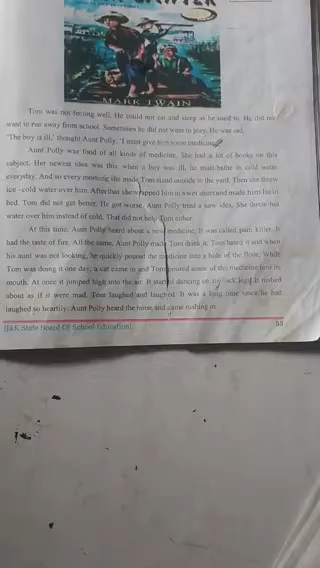 MARK TWAIN
Tom was not feeling well. He could not eat and sleep as he used to. He did not
want to run away from school. Sometimes he did not want to play. He was sad.
'The boy is ill,' thought Aunt Polly. 'I must give him some medicine.'
Aunt Polly was fond of all kinds of medicine. She had a lot of books on this
subject. Her newest idea was this: when a boy was ill, he must bathe in cold water
everyday. And so every morning she made Tom stand outside in the yard. Then she threw
ice - cold water over him. After that she wrapped him in a wet sheet and made him lie in
bed. Tom did not get better. He got worse. Aunt Polly tried a new idea. She threw hot
water over him instead of cold. That did not help Tom either.
At this time, Aunt Polly heard about a new medicine. It was called pain killer. It
had the taste of fire. All the same, Aunt Polly made Tom drink it. Tom hated it and when
his aunt was not looking, he quickly poured the medicine into a hole in the floor. While
Tom was doing it one day, a cat came in and Tom poured some of the medicine into its
mouth. At once it jumped high into the air. It started dancing on its back legs. It rushed
about as if it were mad. Tom laughed and laughed. It was a long time since he had
laughed so heartily. Aunt Polly heard the noise and came rushing in.
[J&K State Board Of School Education]
53